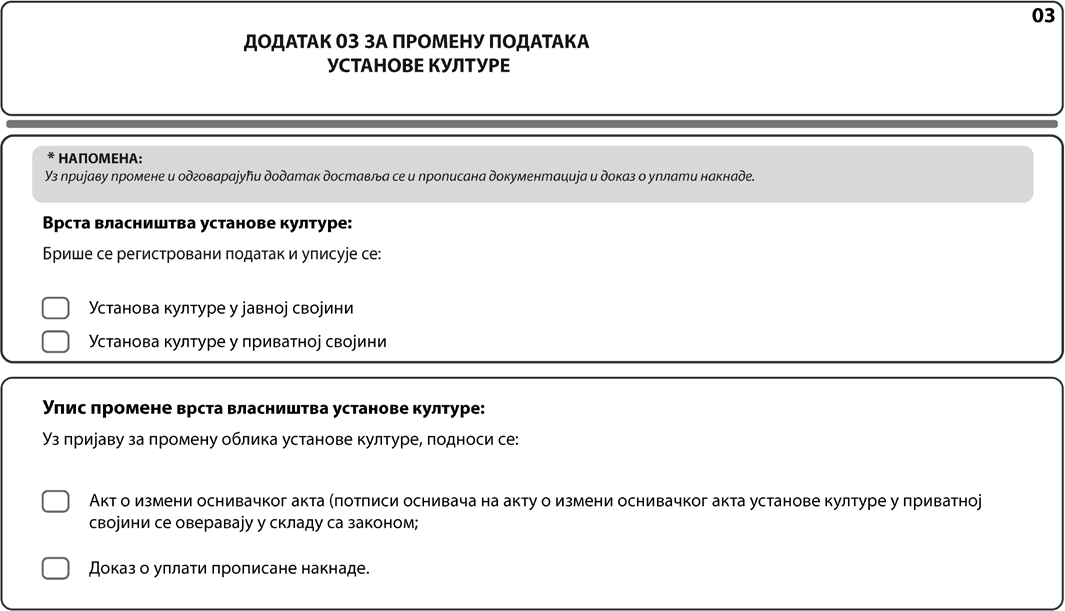 03
ДОДАТАК 03 ЗА ПРОМЕНУ ПОДАТАКА
УСТАНОВЕ КУЛТУРЕ
* НАПОМЕНА:
Уз пријаву промене и одговарајући додатак доставља се и прописана документација и доказ о уплати накнаде.
Врста власништва установе културе:
Брише се регистровани податак и уписује се:
Установа културе у јавној својини
Установа културе у приватној својини
Упис промене врста власништва установе културе:
Уз пријаву за промену облика установе културе, подноси се:
Акт о измени оснивачког акта (потписи оснивача на акту о измени оснивачког акта установе културе у приватној
својини се оверавају у складу са законом;
Доказ о уплати прописане накнаде.